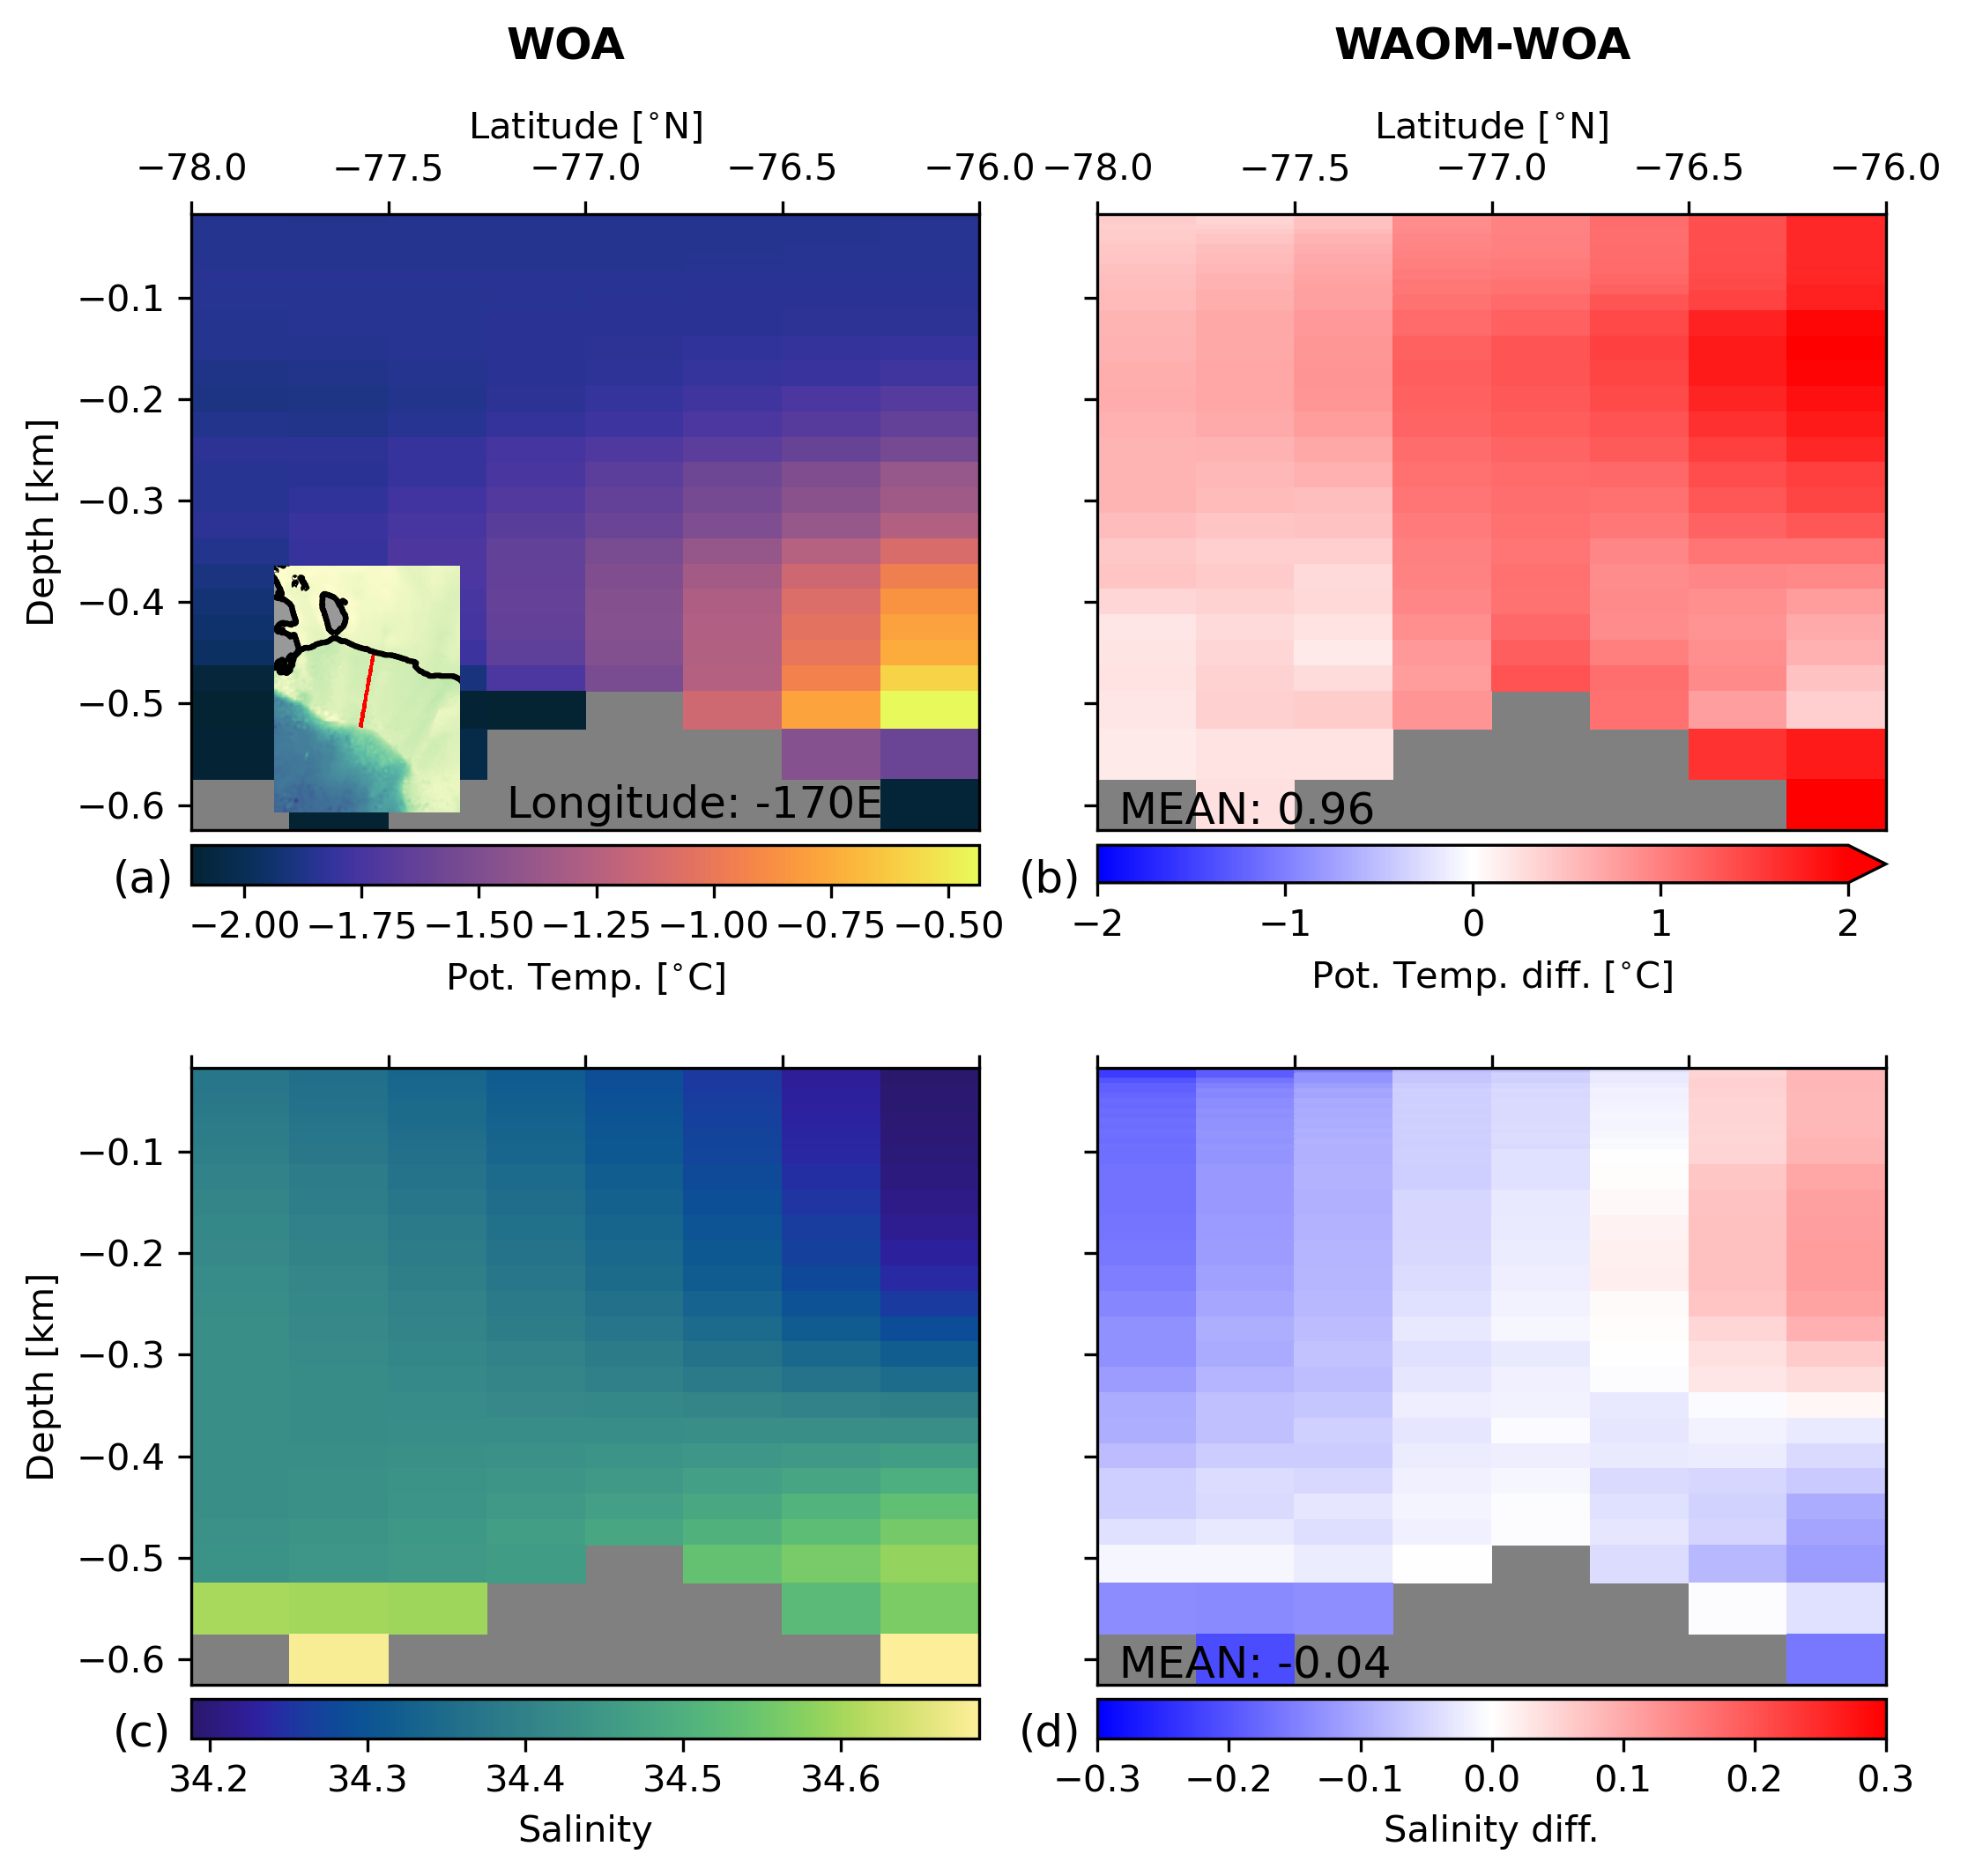 WOA
WAOM-WOA
Latitude [°N]
Latitude [°N]
−78.0 −77.5 −77.0 −76.5 −76.0
−78.0 −77.5 −77.0 −76.5 −76.0
Depth [km]
−0.1
−0.2
−0.3
−0.4
−0.5
−0.6
Longitude: -170E
MEAN: 0.96
(a)
−2.00 −1.75 −1.50 −1.25 −1.00 −0.75 −0.50
Pot. Temp. [°C]
(b)
−2 −1 0 1 2
Pot. Temp. diff. [°C]
Depth [km]
−0.1
−0.2
−0.3
−0.4
−0.5
−0.6
MEAN: -0.04
(c)
34.2 34.3 34.4 34.5 34.6
Salinity
(d)
−0.3 −0.2 −0.1 0.0 0.1 0.2 0.3
Salinity diff.